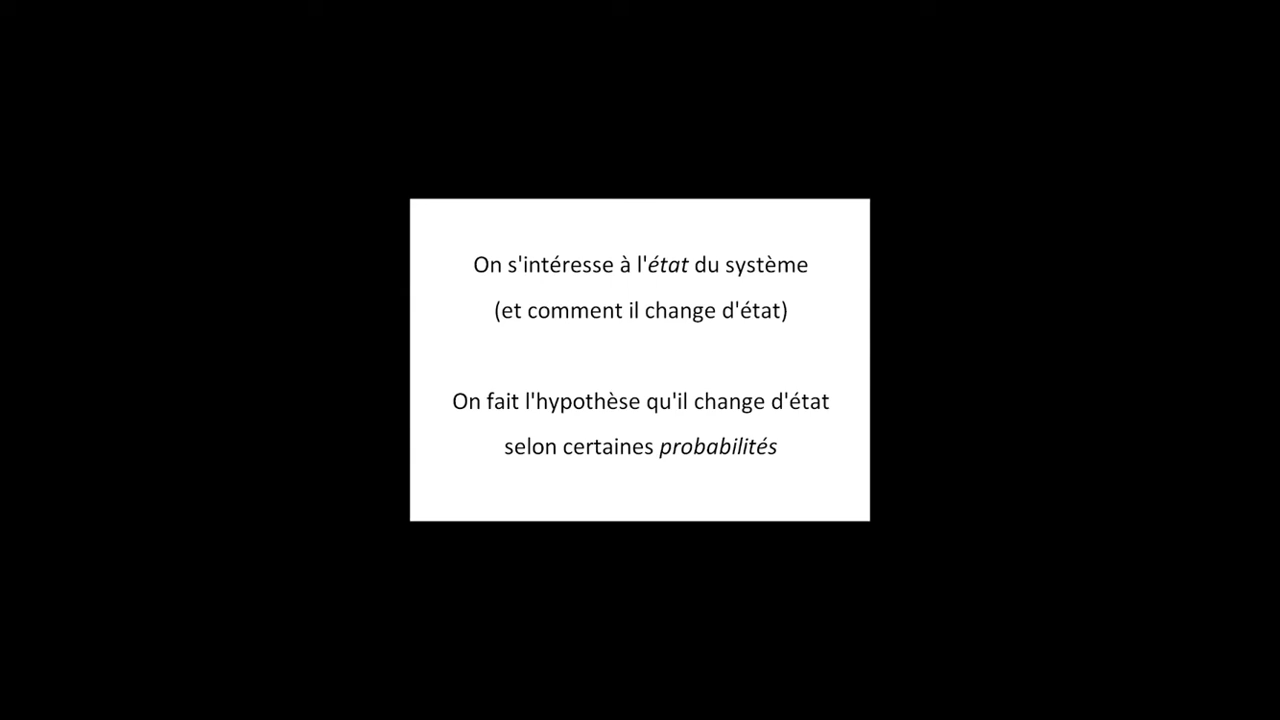 On s'intéresse à l'état du système
(et comment il change d'état)
On fait l'hypothèse qu'il change d'état
selon certaines probabilités